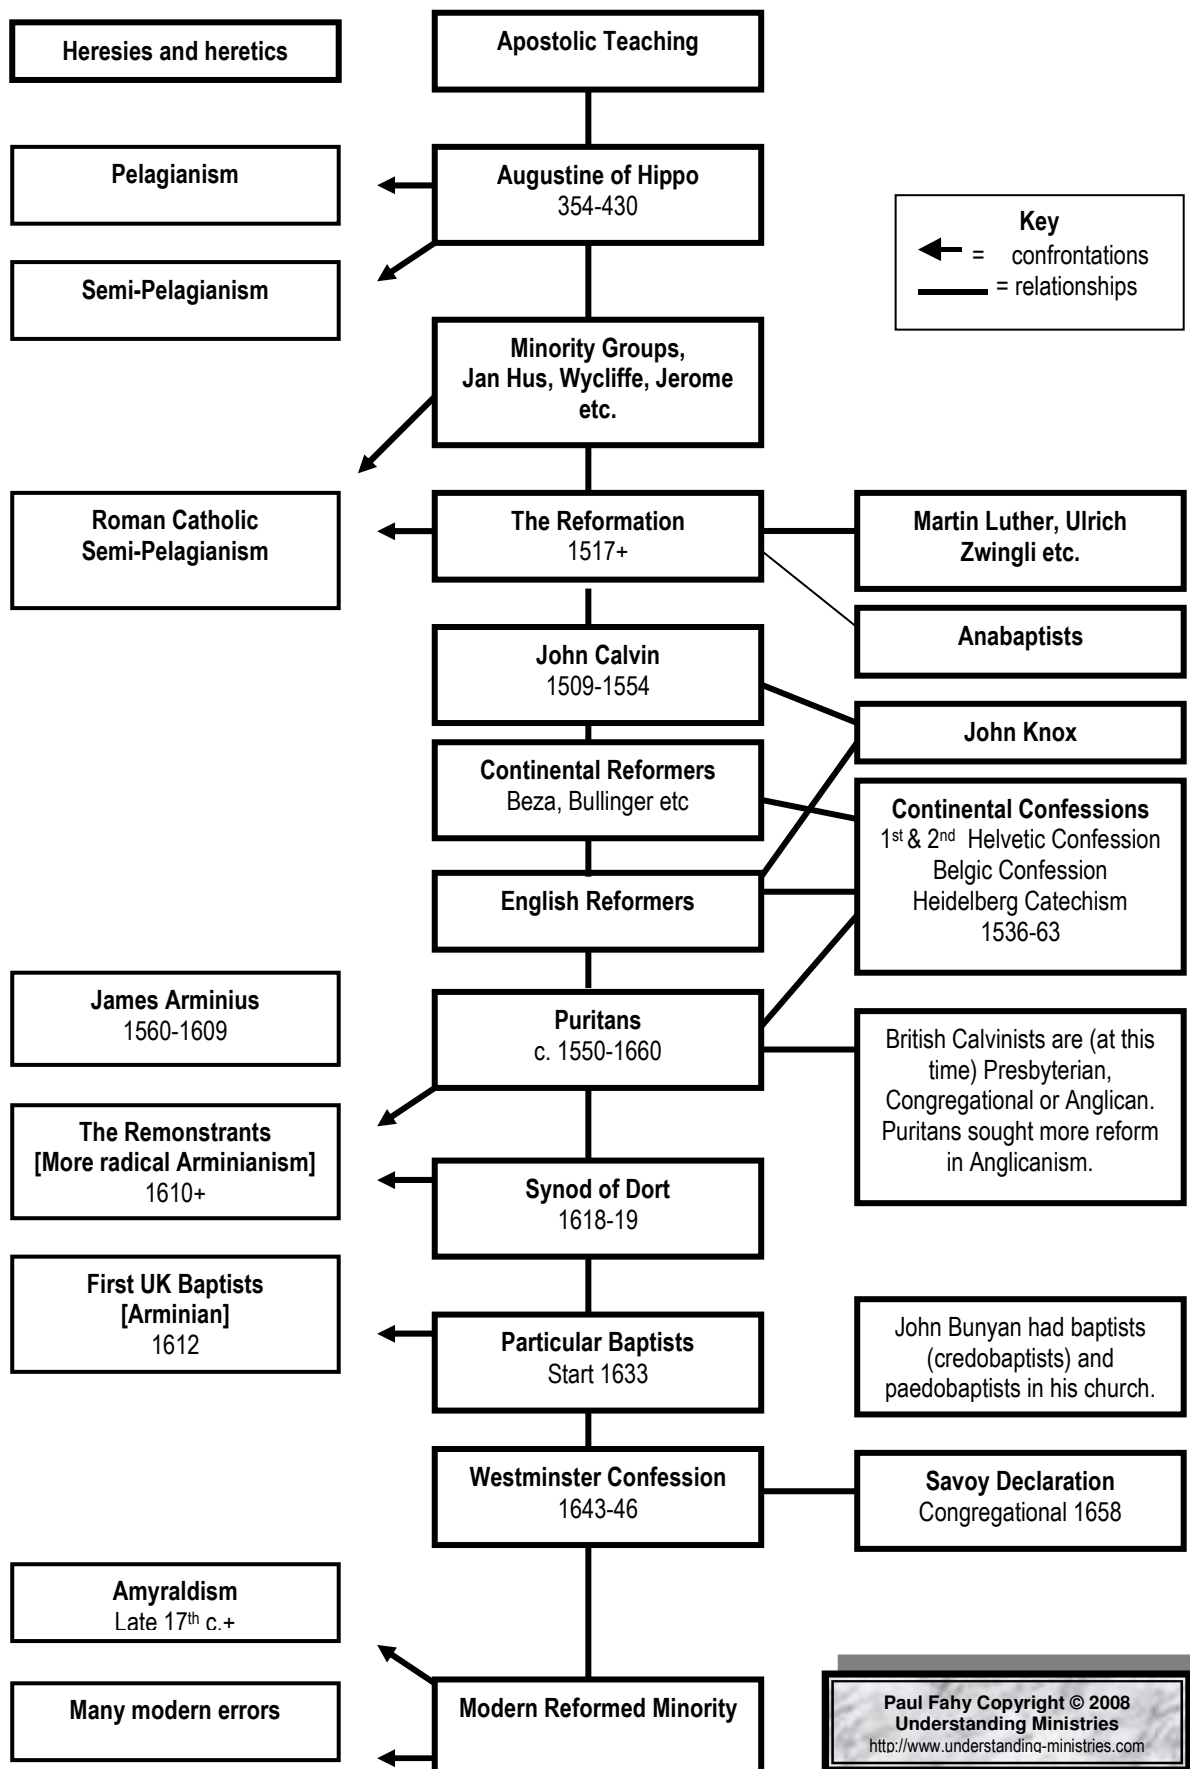 Heresies and heretics
Apostolic Teaching
Pelagianism
Augustine of Hippo
354-430
Key
= confrontations
= relationships
Semi-Pelagianism
Minority Groups,
Jan Hus, Wycliffe, Jerome
etc.
Roman Catholic
Semi-Pelagianism
The Reformation
1517+
Martin Luther, Ulrich
Zwingli etc.
Anabaptists
John Calvin
1509-1554
John Knox
Continental Reformers
Beza, Bullinger etc
Continental Confessions
1st & 2nd Helvetic Confession
Belgic Confession
Heidelberg Catechism
1536-63
English Reformers
James Arminius
1560-1609
Puritans
c. 1550-1660
British Calvinists are (at this
time) Presbyterian,
Congregational or Anglican.
Puritans sought more reform
in Anglicanism.
The Remonstrants
[More radical Arminianism]
1610+
Synod of Dort
1618-19
First UK Baptists
[Arminian]
1612
Particular Baptists
Start 1633
John Bunyan had baptists
(credobaptists) and
paedobaptists in his church.
Westminster Confession
1643-46
Savoy Declaration
Congregational 1658
Amyraldism
Late 17th c.+
Many modern errors
Modern Reformed Minority
Paul Fahy Copyright © 2008
Understanding Ministries
http://www.understanding-ministries.com